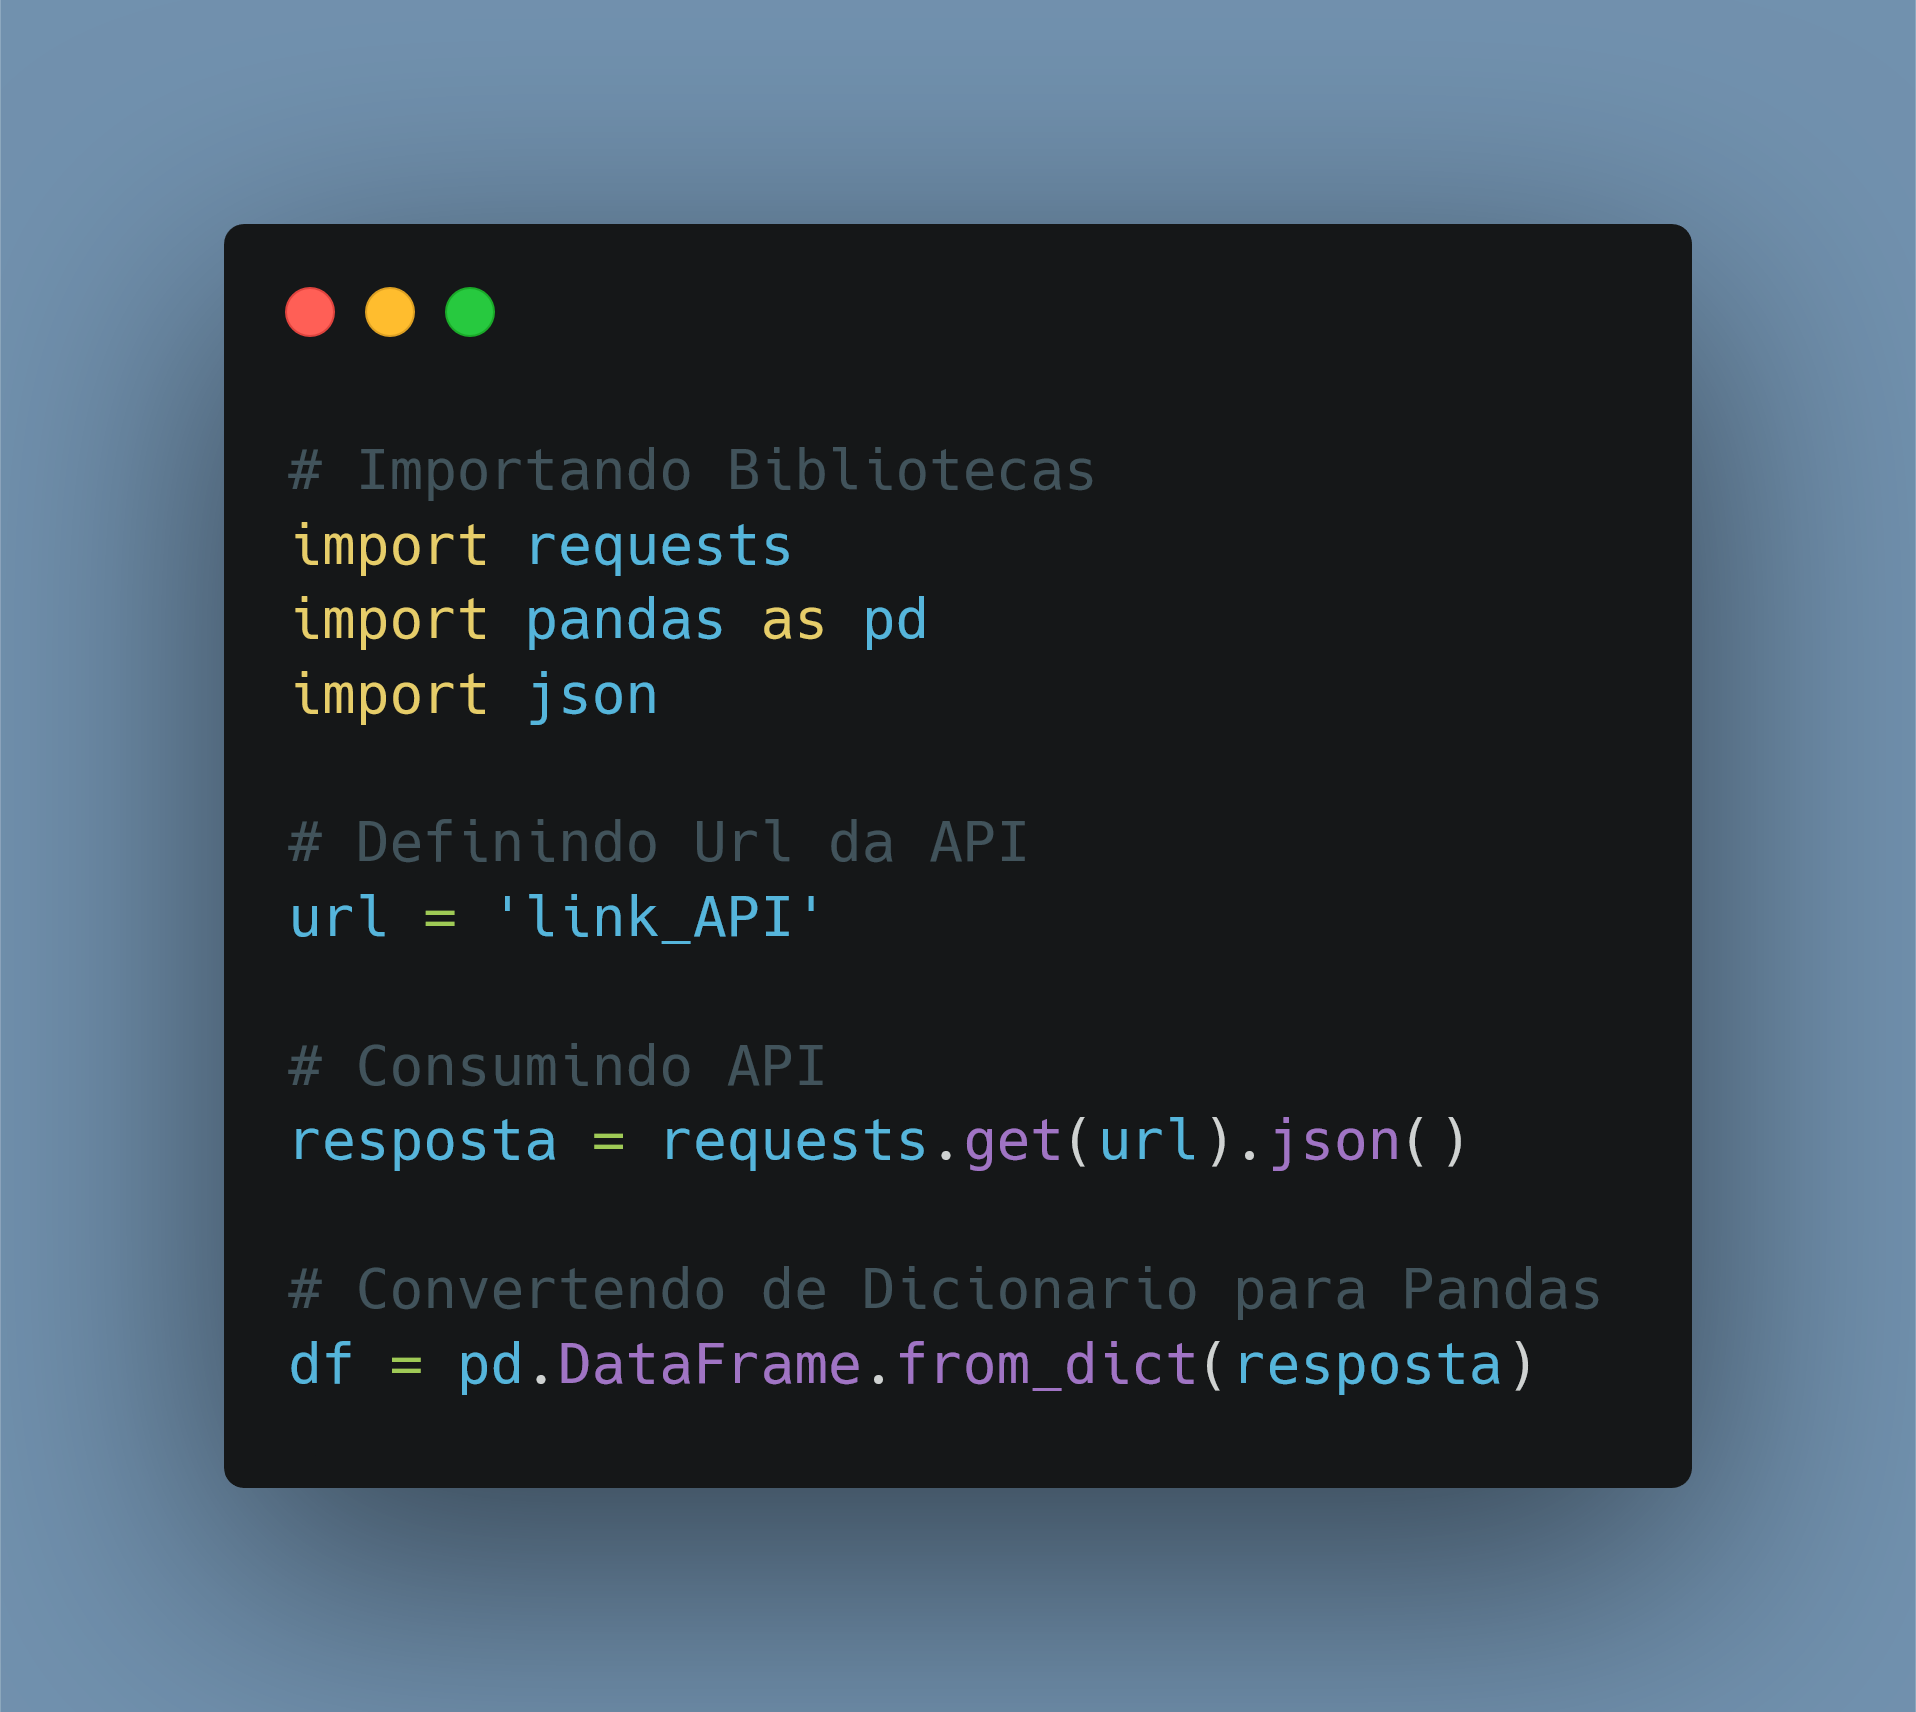 # Importando Bibliotecas
import requests
import pandas as pd
import json
# Definindo Url da API
url = 'link_API'
# Consumindo API
resposta = requests.get(url).json()
# Convertendo de Dicionario para Pandas
df = pd.DataFrame.from_dict(resposta)